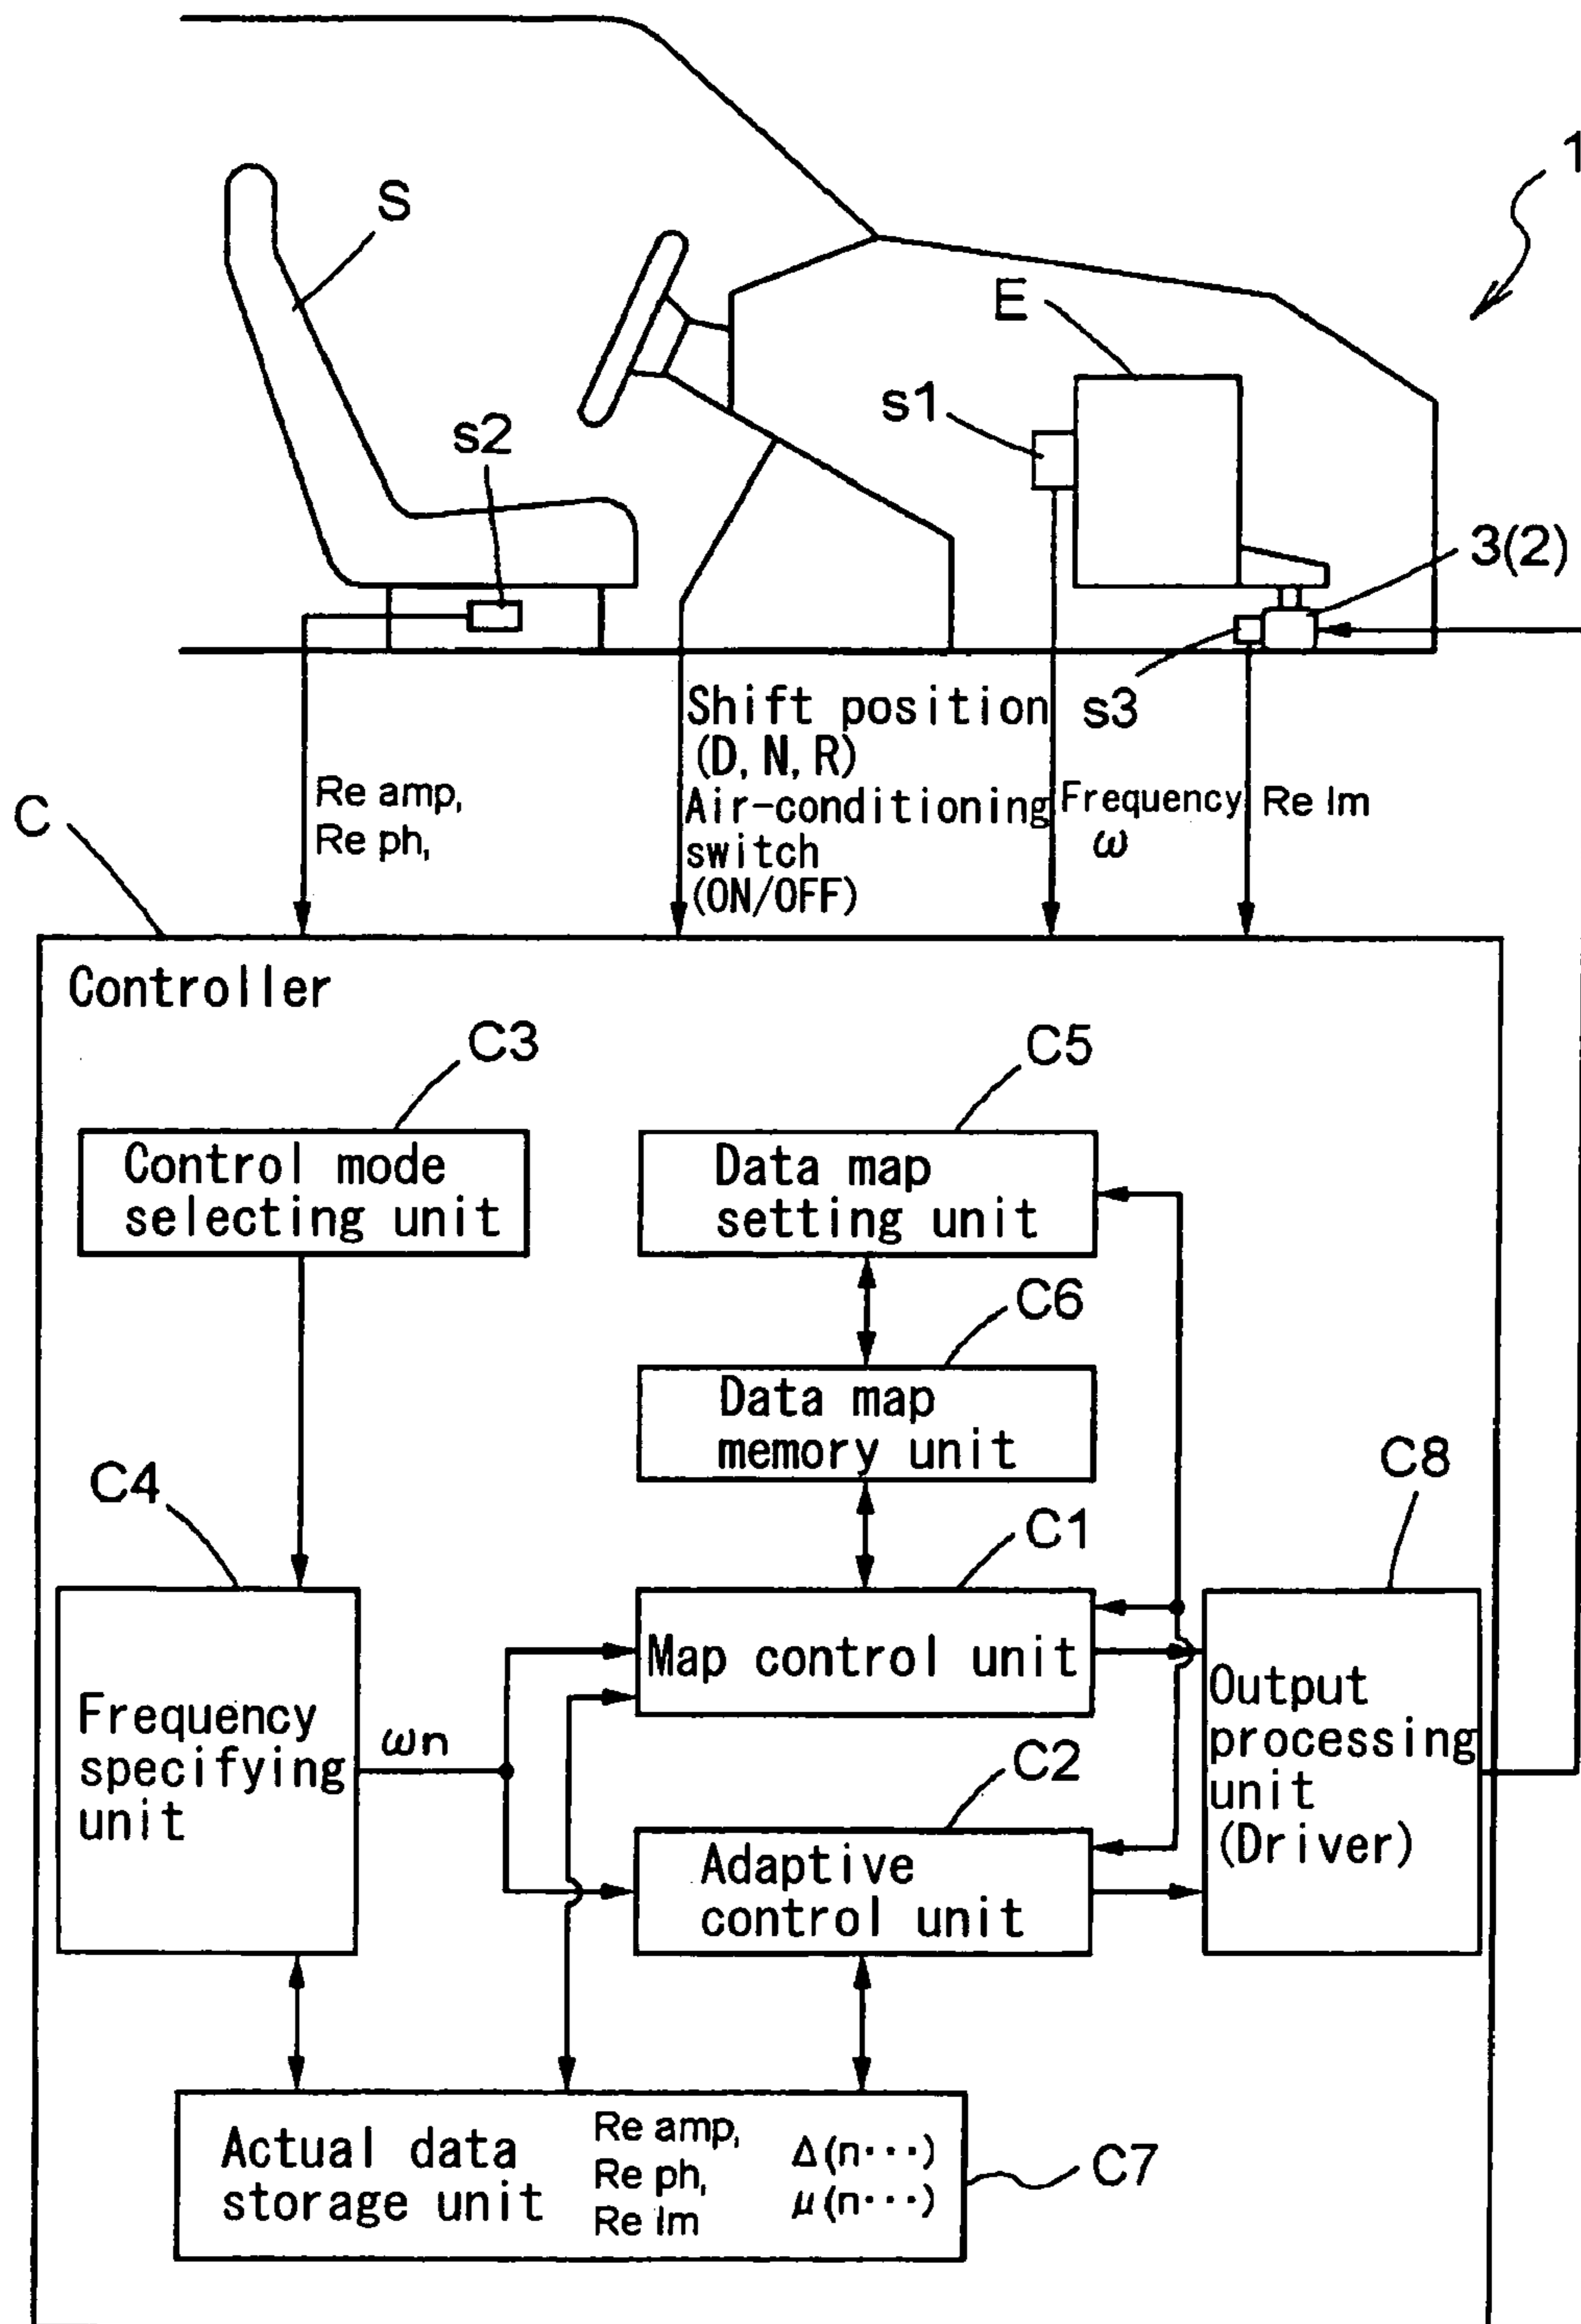 1
S
E
s1
s2
3(2)
s3
Shift position
(D, N, R)
Air-conditioning
switch
(ON/OFF)
Re amp,
Re ph,
Frequency
ω
Re Im
C
Controller
C3
C5
Control mode
selecting unit
Data map
setting unit
C6
Data map
memory unit
C4
C8
C1
Map control unit
Frequency
specifying
unit
ωn
Output
processing
unit
(Driver)
C2
Adaptive
control unit
Actual data
storage unit
Re amp,
Re ph,
Re Im
Δ(n···)
μ(n···)
C7